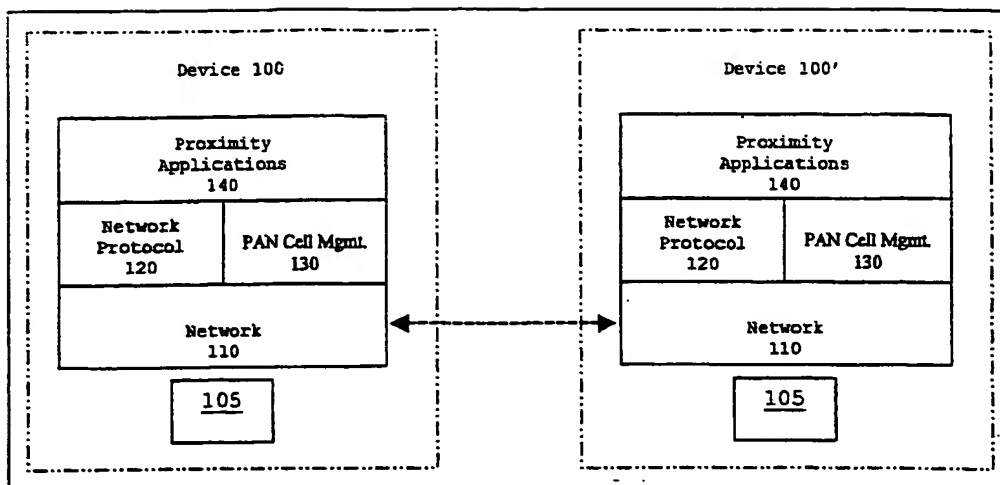 Device 100
Proximity
Applications
140
Network
Protocol
120
PAN Cell Mgmt.
130
Network
110
105
Device 100'
Proximity
Applications
140
Network
Protocol
120
PAN Cell Mgmt.
130
Network
110
105